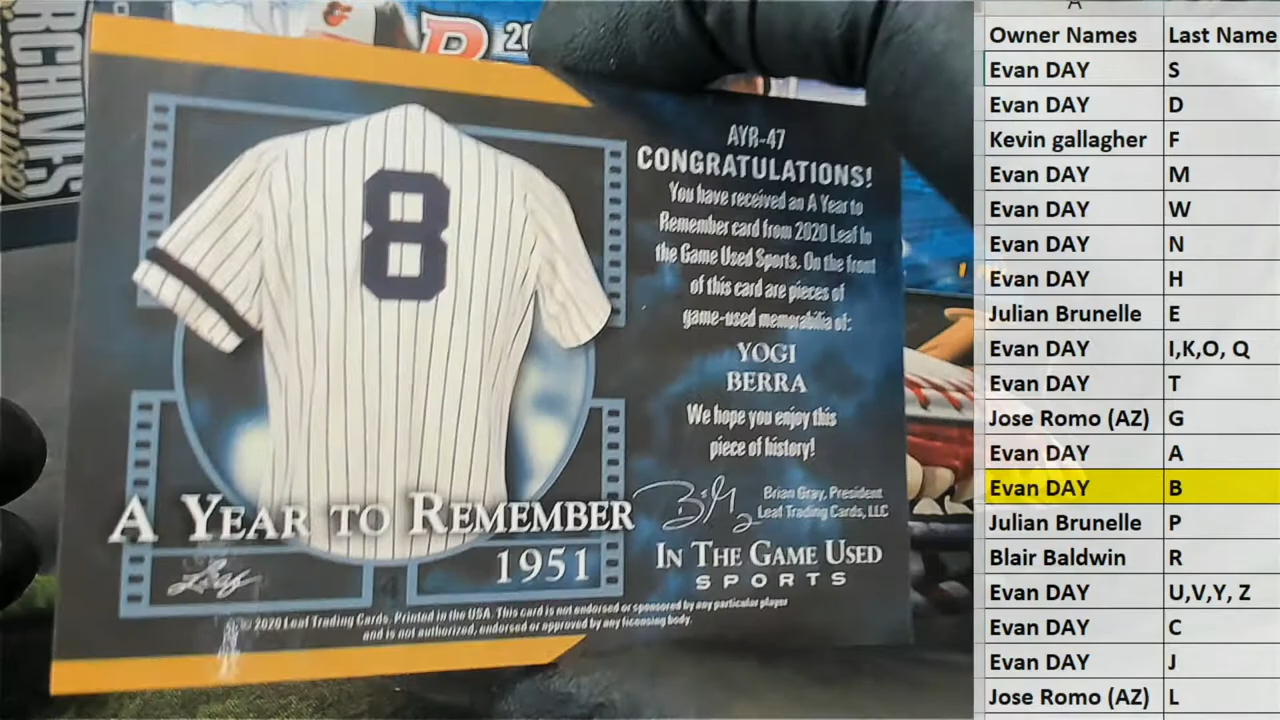 RCHIVES
20
AYR-47
CONGRATULATIONS!
You have received an A Year to
Remember card from 2020 Leaf In
the Game Used Sports. On the front
of this card are pieces of
game-used memorabilia of:
YOGI
BERRA
We hope you enjoy this
piece of history!
Brian Gray, President
Leaf Trading Cards, LLC
IN THE GAME USED
SPORTS
8
A YEAR TO REMEMBER
1951
Leaf
© 2020 Leaf Trading Cards. Printed in the USA. This card is not endorsed or sponsored by any particular player
and is not authorized, endorsed or approved by any licensing body.
A
Owner Names Last Name
Evan DAY S
Evan DAY D
Kevin gallagher F
Evan DAY M
Evan DAY W
Evan DAY N
Evan DAY H
Julian Brunelle E
Evan DAY I,K,O, Q
Evan DAY T
Jose Romo (AZ) G
Evan DAY A
Evan DAY B
Julian Brunelle P
Blair Baldwin R
Evan DAY U,V,Y, Z
Evan DAY C
Evan DAY J
Jose Romo (AZ) L